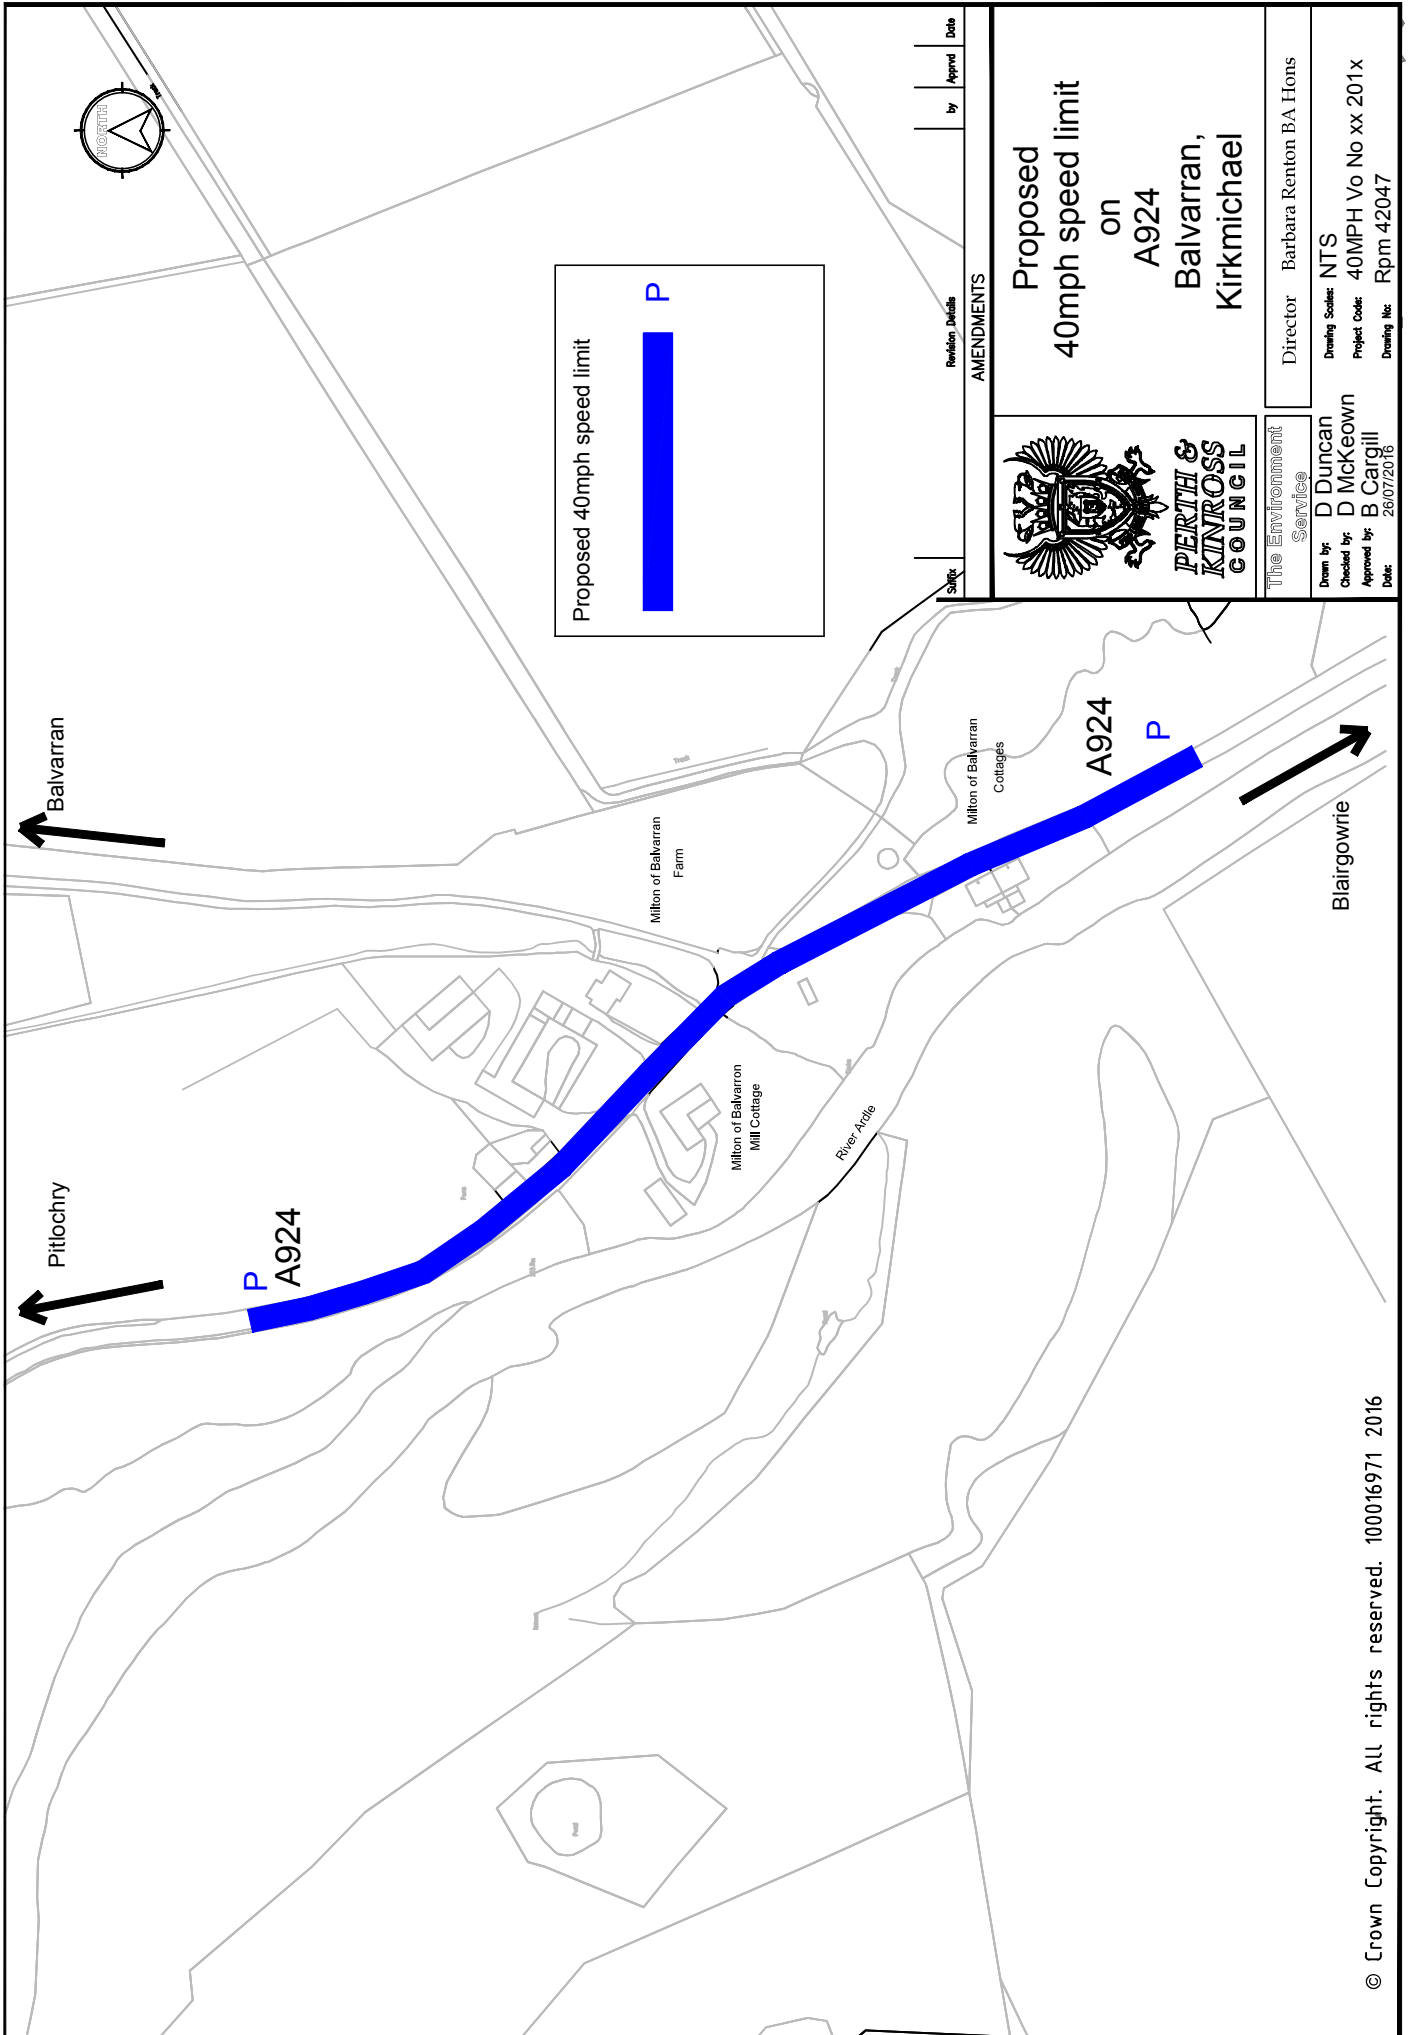 NORTH
Track
Pitlochry
Balvarran
A924
P
Proposed 40mph speed limit
P
Milton of Balvarran
Farm
Track
Milton of Balvarron
Mill Cottage
River Ardle
Milton of Balvarran
Cottages
A924
P
Blairgowrie
Pond
Suffix
Revision Details
by
Apprvd
Date
AMENDMENTS
PERTH &
KINROSS
COUNCIL
Proposed
40mph speed limit
on
A924
Balvarran,
Kirkmichael
The Environment
Service
Director Barbara Renton BA Hons
Drawn by: D Duncan
Checked by: D McKeown
Approved by: B Cargill
Date: 26/07/2016
Drawing Scales: NTS
Project Code: 40MPH Vo No xx 201x
Drawing No: Rpm 42047
© Crown Copyright. All rights reserved. 100016971 2016